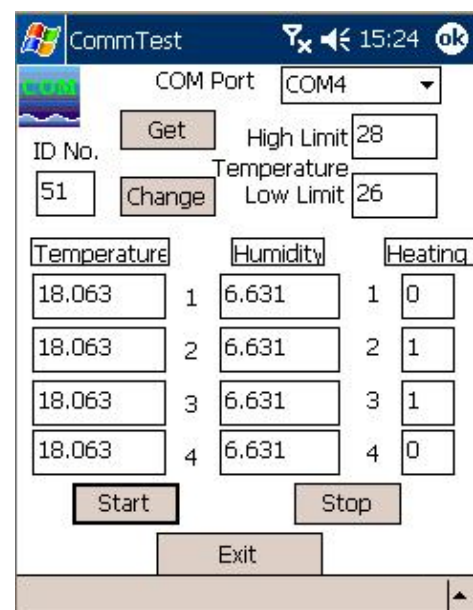 CommTest 15:24 ok
COM
COM Port COM4
Get High Limit 28
ID No. Temperature
51 Change Low Limit 26
Temperature Humidity Heating
18.063 1 6.631 1 0
18.063 2 6.631 2 1
18.063 3 6.631 3 1
18.063 4 6.631 4 0
Start Stop
Exit